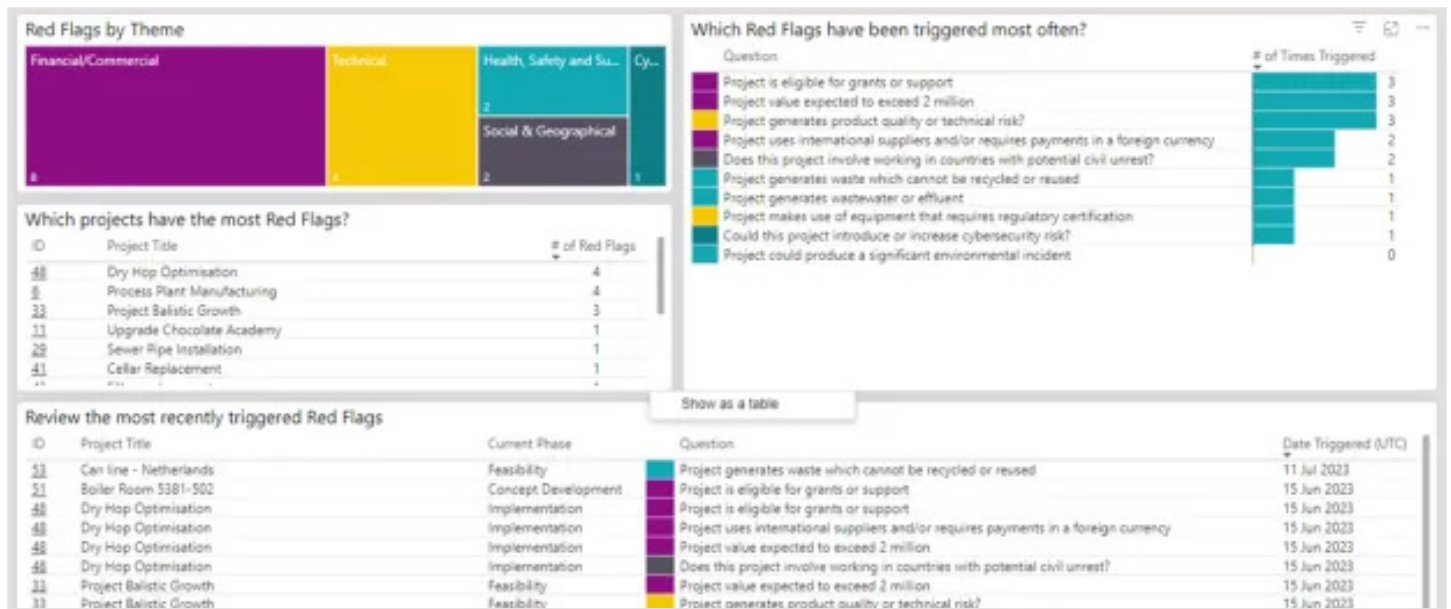 Red Flags by Theme
Financial/Commercial
8
Technical
4
Health, Safety and Su...
2
Social & Geographical
2
Cy...
1
Which Red Flags have been triggered most often?
Question # of Times Triggered
Project is eligible for grants or support 3
Project value expected to exceed 2 million 3
Project generates product quality or technical risk? 3
Project uses international suppliers and/or requires payments in a foreign currency 2
Does this project involve working in countries with potential civil unrest? 2
Project generates waste which cannot be recycled or reused 1
Project generates wastewater or effluent 1
Project makes use of equipment that requires regulatory certification 1
Could this project introduce or increase cybersecurity risk? 1
Project could produce a significant environmental incident 0
Which projects have the most Red Flags?
ID Project Title # of Red Flags
48 Dry Hop Optimisation 4
6 Process Plant Manufacturing 4
33 Project Balistic Growth 3
11 Upgrade Chocolate Academy 1
29 Sewer Pipe Installation 1
41 Cellar Replacement 1
Show as a table
Review the most recently triggered Red Flags
ID Project Title Current Phase Question Date Triggered (UTC)
53 Can line - Netherlands Feasibility Project generates waste which cannot be recycled or reused 11 Jul 2023
51 Boiler Room 5381-502 Concept Development Project is eligible for grants or support 15 Jun 2023
48 Dry Hop Optimisation Implementation Project is eligible for grants or support 15 Jun 2023
48 Dry Hop Optimisation Implementation Project uses international suppliers and/or requires payments in a foreign currency 15 Jun 2023
48 Dry Hop Optimisation Implementation Project value expected to exceed 2 million 15 Jun 2023
48 Dry Hop Optimisation Implementation Does this project involve working in countries with potential civil unrest? 15 Jun 2023
33 Project Balistic Growth Feasibility Project value expected to exceed 2 million 15 Jun 2023
33 Project Balistic Growth Feasibility Project generates product quality or technical risk? 15 Jun 2023